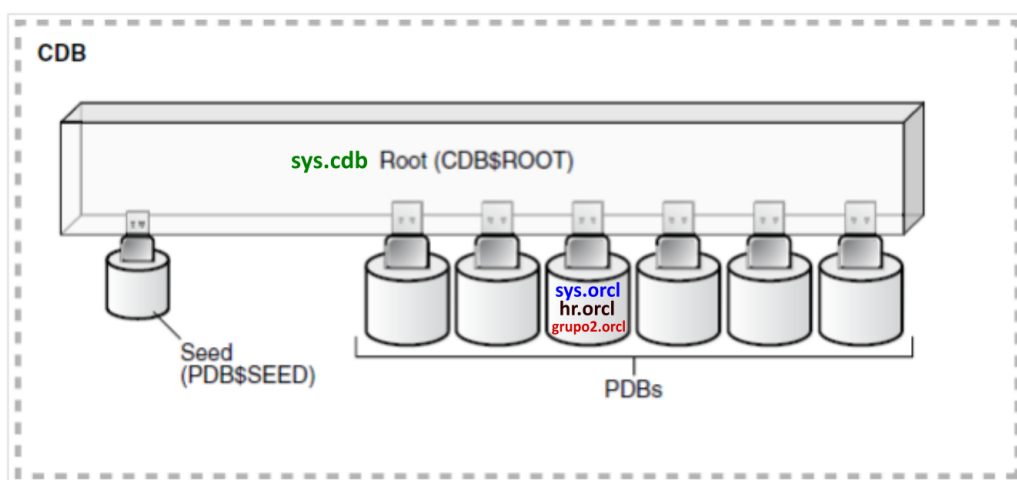 CDB
sys.cdb Root (CDB$ROOT)
sys.orcl
hr.orcl
grupo2.orcl
Seed
(PDB$SEED)
PDBs